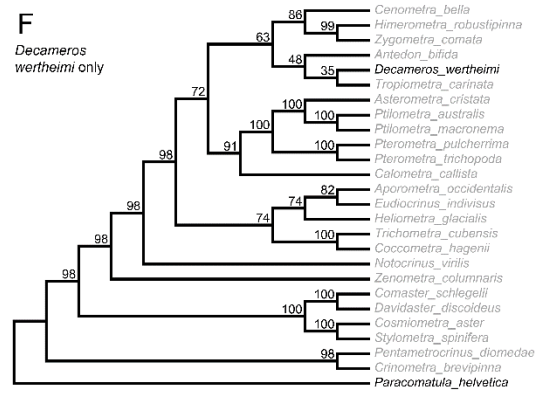 F
Decameros
wertheimi only
Cenometra_bella
86
99
Himerometra_robustipinna
Zygometra_comata
63
Antedon_bifida
48
35
Decameros_wertheimi
Tropiometra_carinata
72
Asterometra_cristata
100
100
Ptilometra_australis
Ptilometra_macronema
100
Pterometra_pulcherrima
100
Pterometra_trichopoda
91
Calometra_callista
98
Aporometra_occidentalis
82
Eudiocrinus_indivisus
74
Heliometra_glacialis
74
Trichometra_cubensis
100
Coccometra_hagenii
98
Notocrinus_virilis
98
Zenometra_columnaris
98
Comaster_schlegelii
100
Davidaster_discoideus
100
Cosmiometra_aster
100
Stylometra_spinifera
Pentametrocrinus_diomedae
98
Crinometra_brevipinna
Paracomatula_helvetica